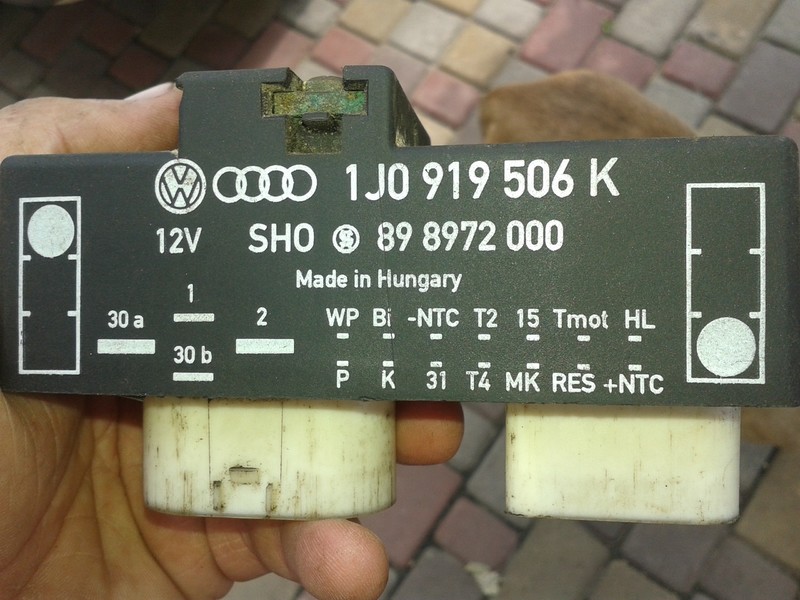 1J0 919 506 K
12V SHO 89 8972 000
Made in Hungary
30 a 1 2 WP Bi -NTC T2 15 Tmot HL
30 b P K 31 T4 MK RES +NTC